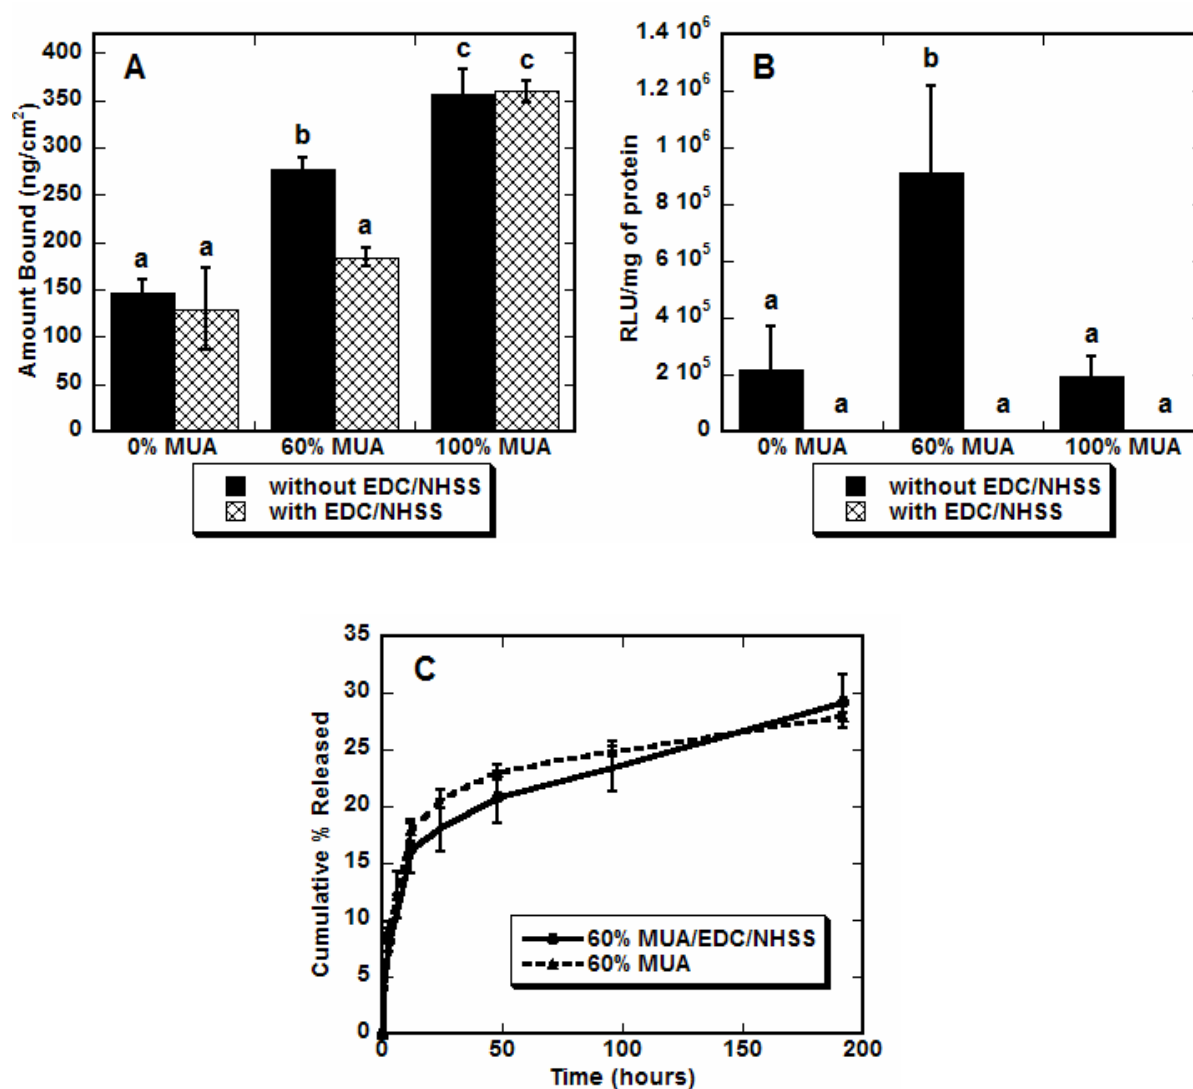 A
Amount Bound (ng/cm²)
400
350
300
250
200
150
100
50
0
a
a
b
a
c
c
0% MUA 60% MUA 100% MUA
without EDC/NHSS
with EDC/NHSS
B
RLU/mg of protein
1.4 10⁶
1.2 10⁶
1 10⁶
8 10⁵
6 10⁵
4 10⁵
2 10⁵
0
a
a
b
a
a
a
0% MUA 60% MUA 100% MUA
without EDC/NHSS
with EDC/NHSS
C
Cumulative % Released
35
30
25
20
15
10
5
0
60% MUA/EDC/NHSS
60% MUA
0 50 100 150 200
Time (hours)